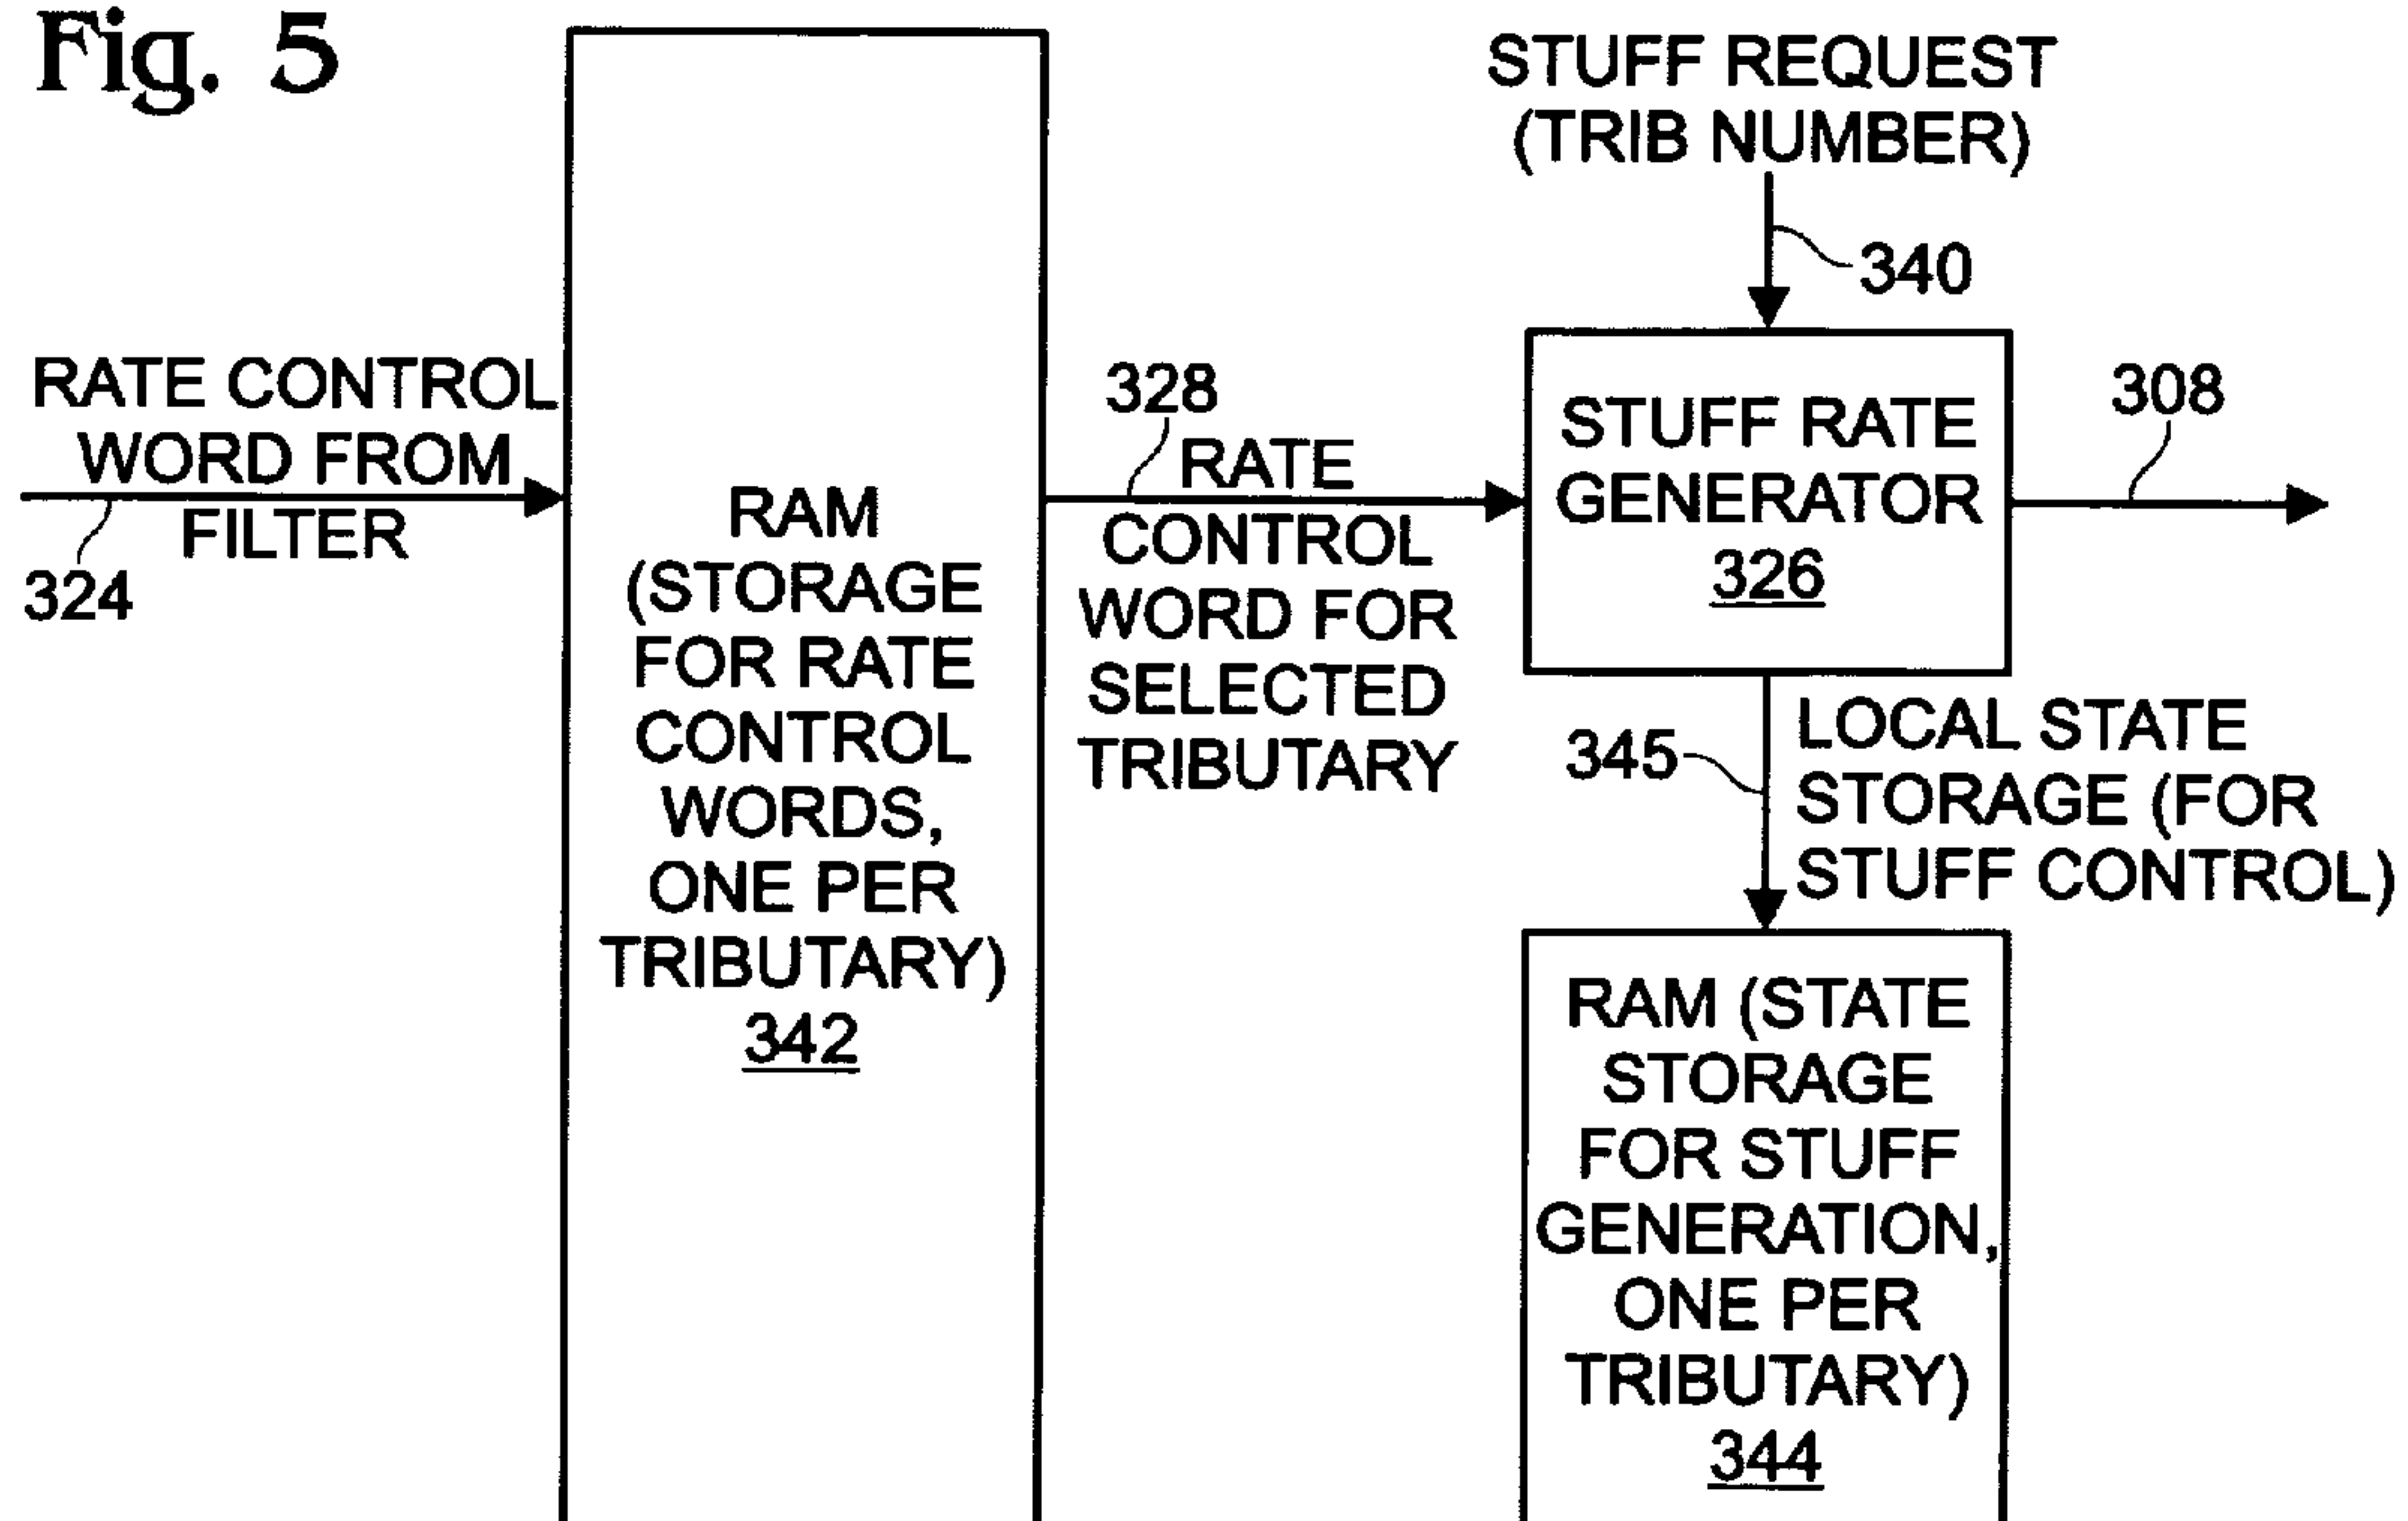 Fig. 5
RATE CONTROL
WORD FROM
FILTER
324
RAM
(STORAGE
FOR RATE
CONTROL
WORDS,
ONE PER
TRIBUTARY)
342
328
RATE
CONTROL
WORD FOR
SELECTED
TRIBUTARY
STUFF REQUEST
(TRIB NUMBER)
340
STUFF RATE
GENERATOR
326
308
345
LOCAL STATE
STORAGE (FOR
STUFF CONTROL)
RAM (STATE
STORAGE
FOR STUFF
GENERATION,
ONE PER
TRIBUTARY)
344